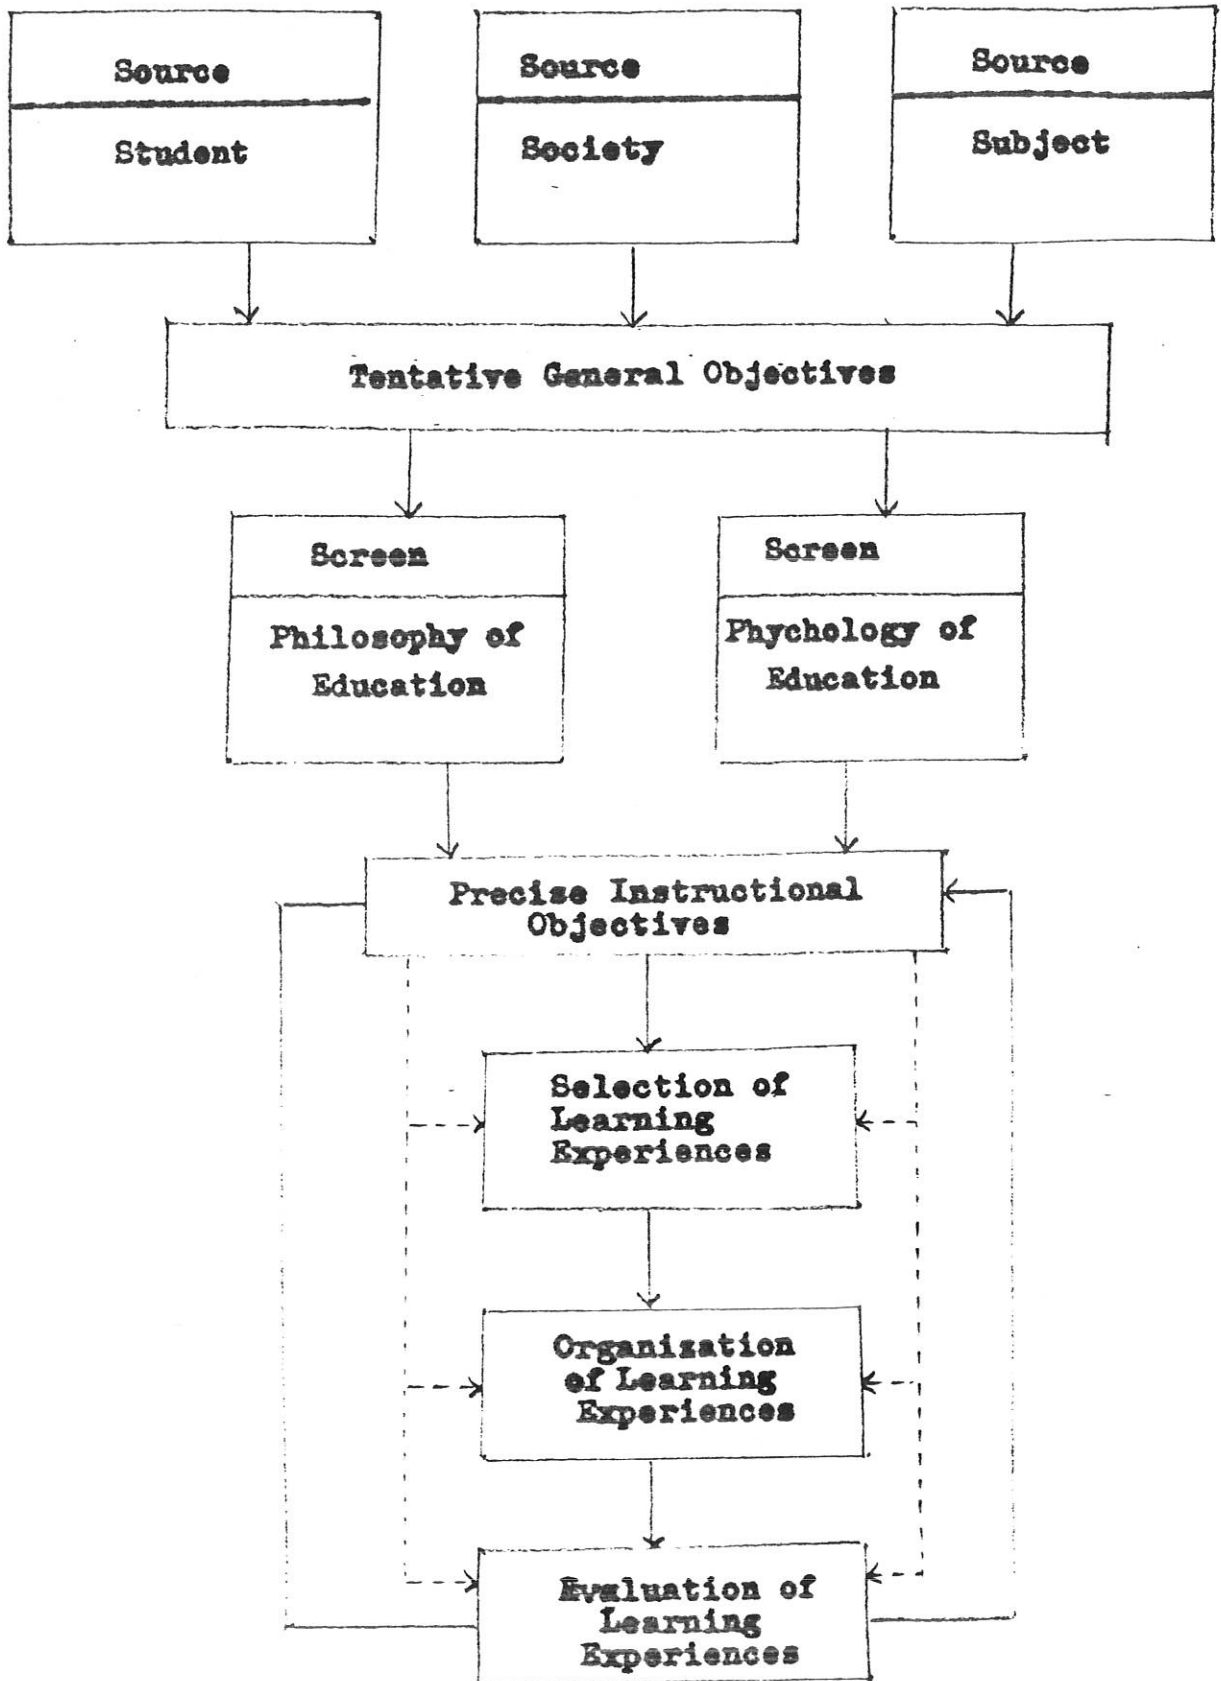 Source
Student
Source
Society
Source
Subject
Tentative General Objectives
Screen
Philosophy of
Education
Screen
Phychology of
Education
Precise Instructional
Objectives
Selection of
Learning
Experiences
Organization
of Learning
Experiences
Evaluation of
Learning
Experiences